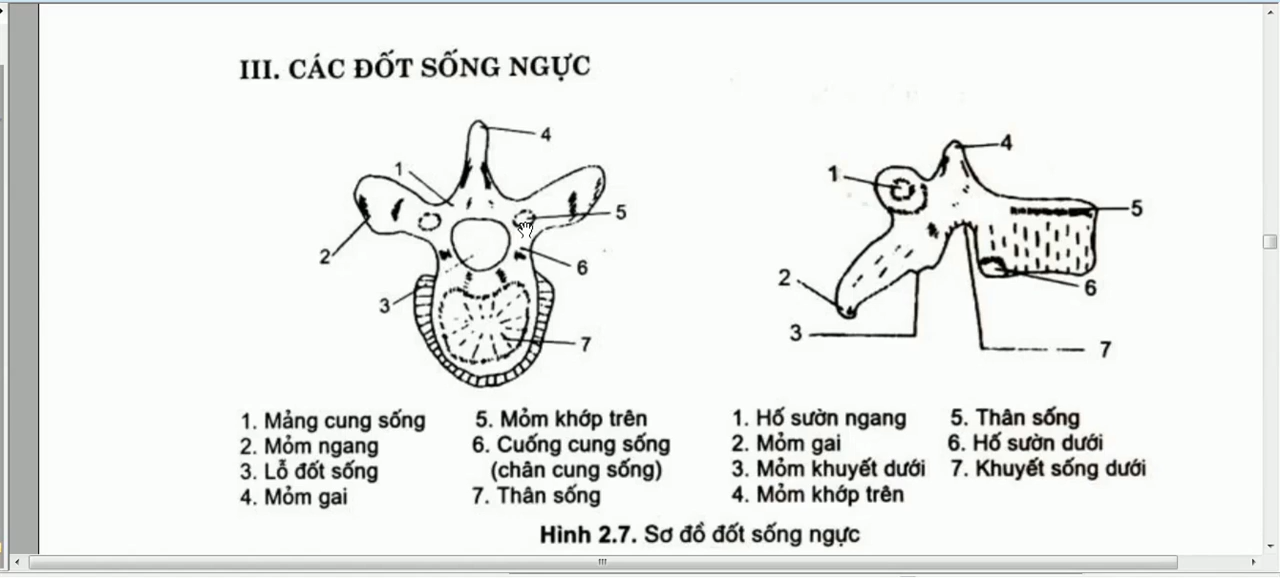 III. CÁC ĐỐT SỐNG NGỰC
4
1
5
2
6
3
7
4
1
5
2
6
3
7
1. Mảng cung sống
2. Mỏm ngang
3. Lỗ đốt sống
4. Mỏm gai
5. Mỏm khớp trên
6. Cuống cung sống
(chân cung sống)
7. Thân sống
1. Hố sườn ngang
2. Mỏm gai
3. Mỏm khuyết dưới
4. Mỏm khớp trên
5. Thân sống
6. Hố sườn dưới
7. Khuyết sống dưới
Hình 2.7. Sơ đồ đốt sống ngực